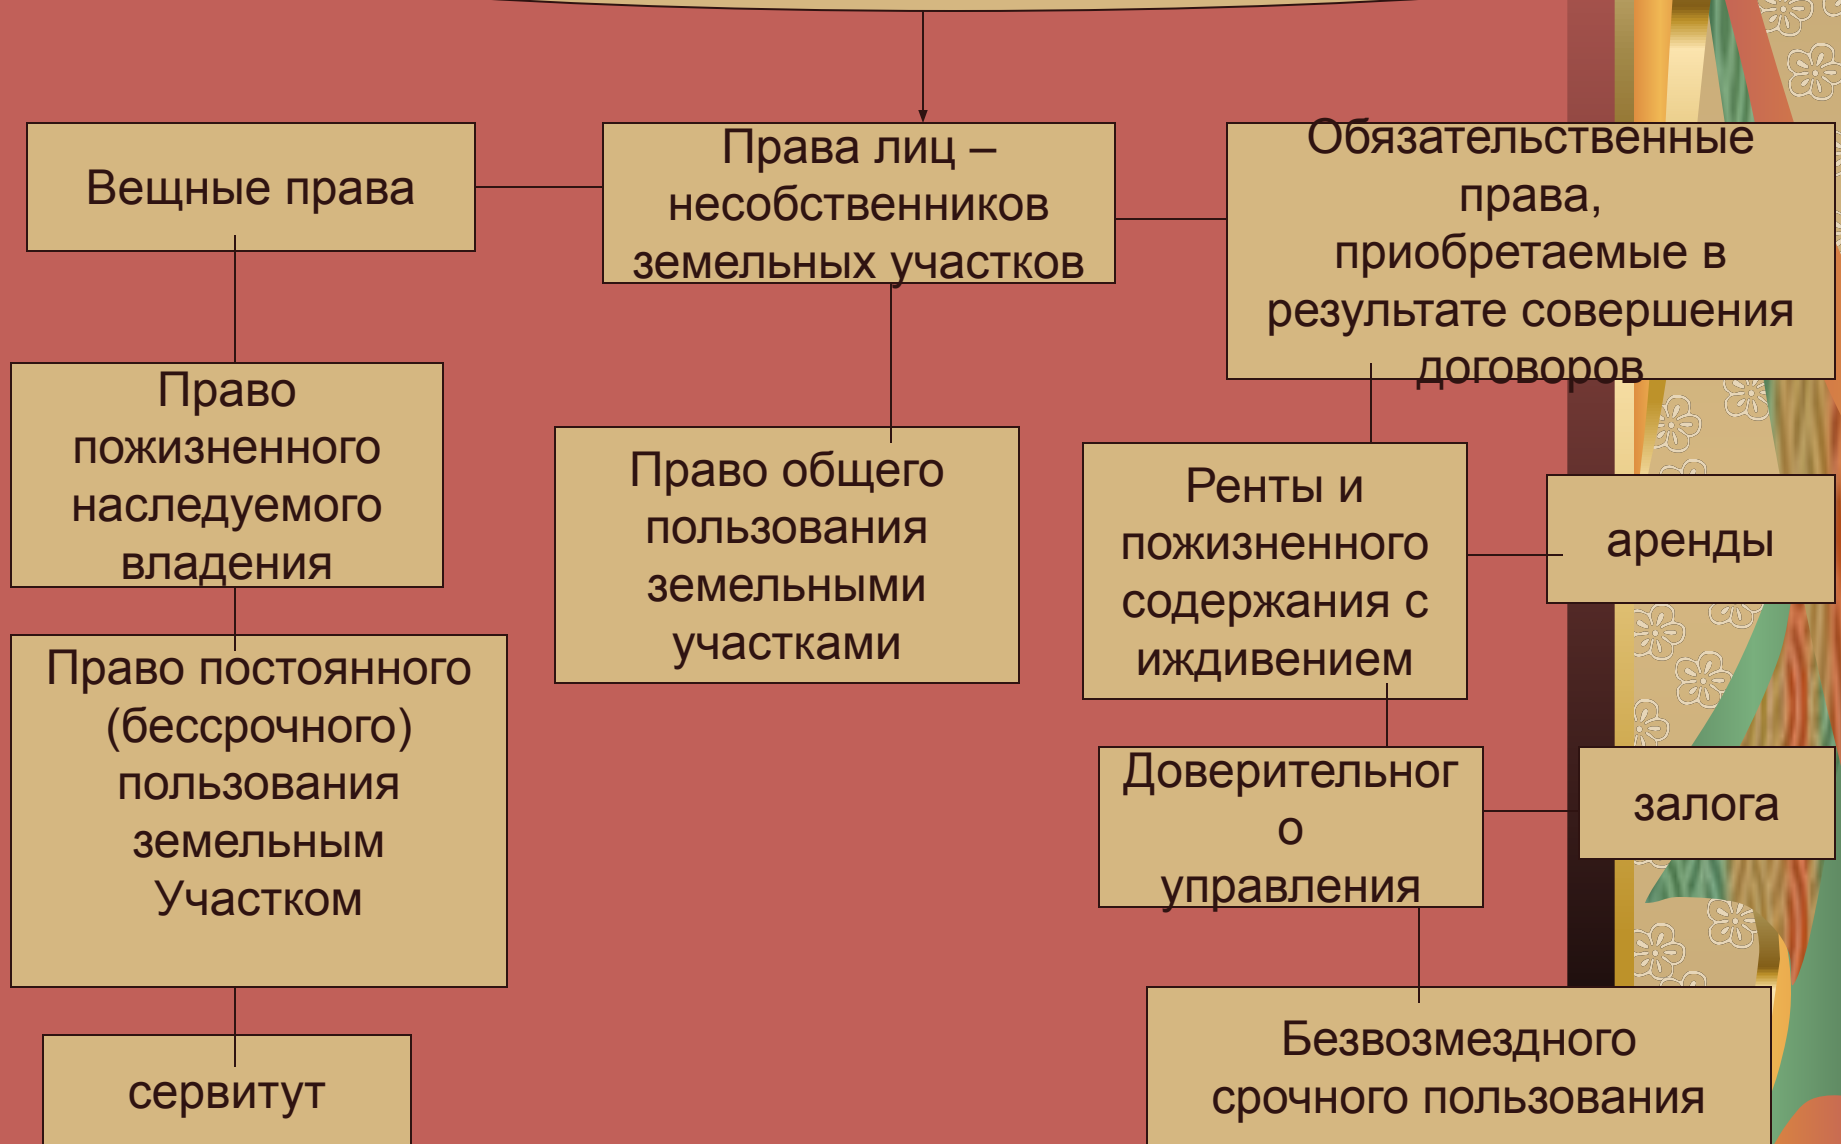 Вещные права
Права лиц –
несобственников
земельных участков
Обязательственные
права,
приобретаемые в
результате совершения
договоров
Право
пожизненного
наследуемого
владения
Право общего
пользования
земельными
участками
Ренты и
пожизненного
содержания с
иждивением
аренды
Право постоянного
(бессрочного)
пользования
земельным
Участком
Доверительног
о
управления
залога
сервитут
Безвозмездного
срочного пользования